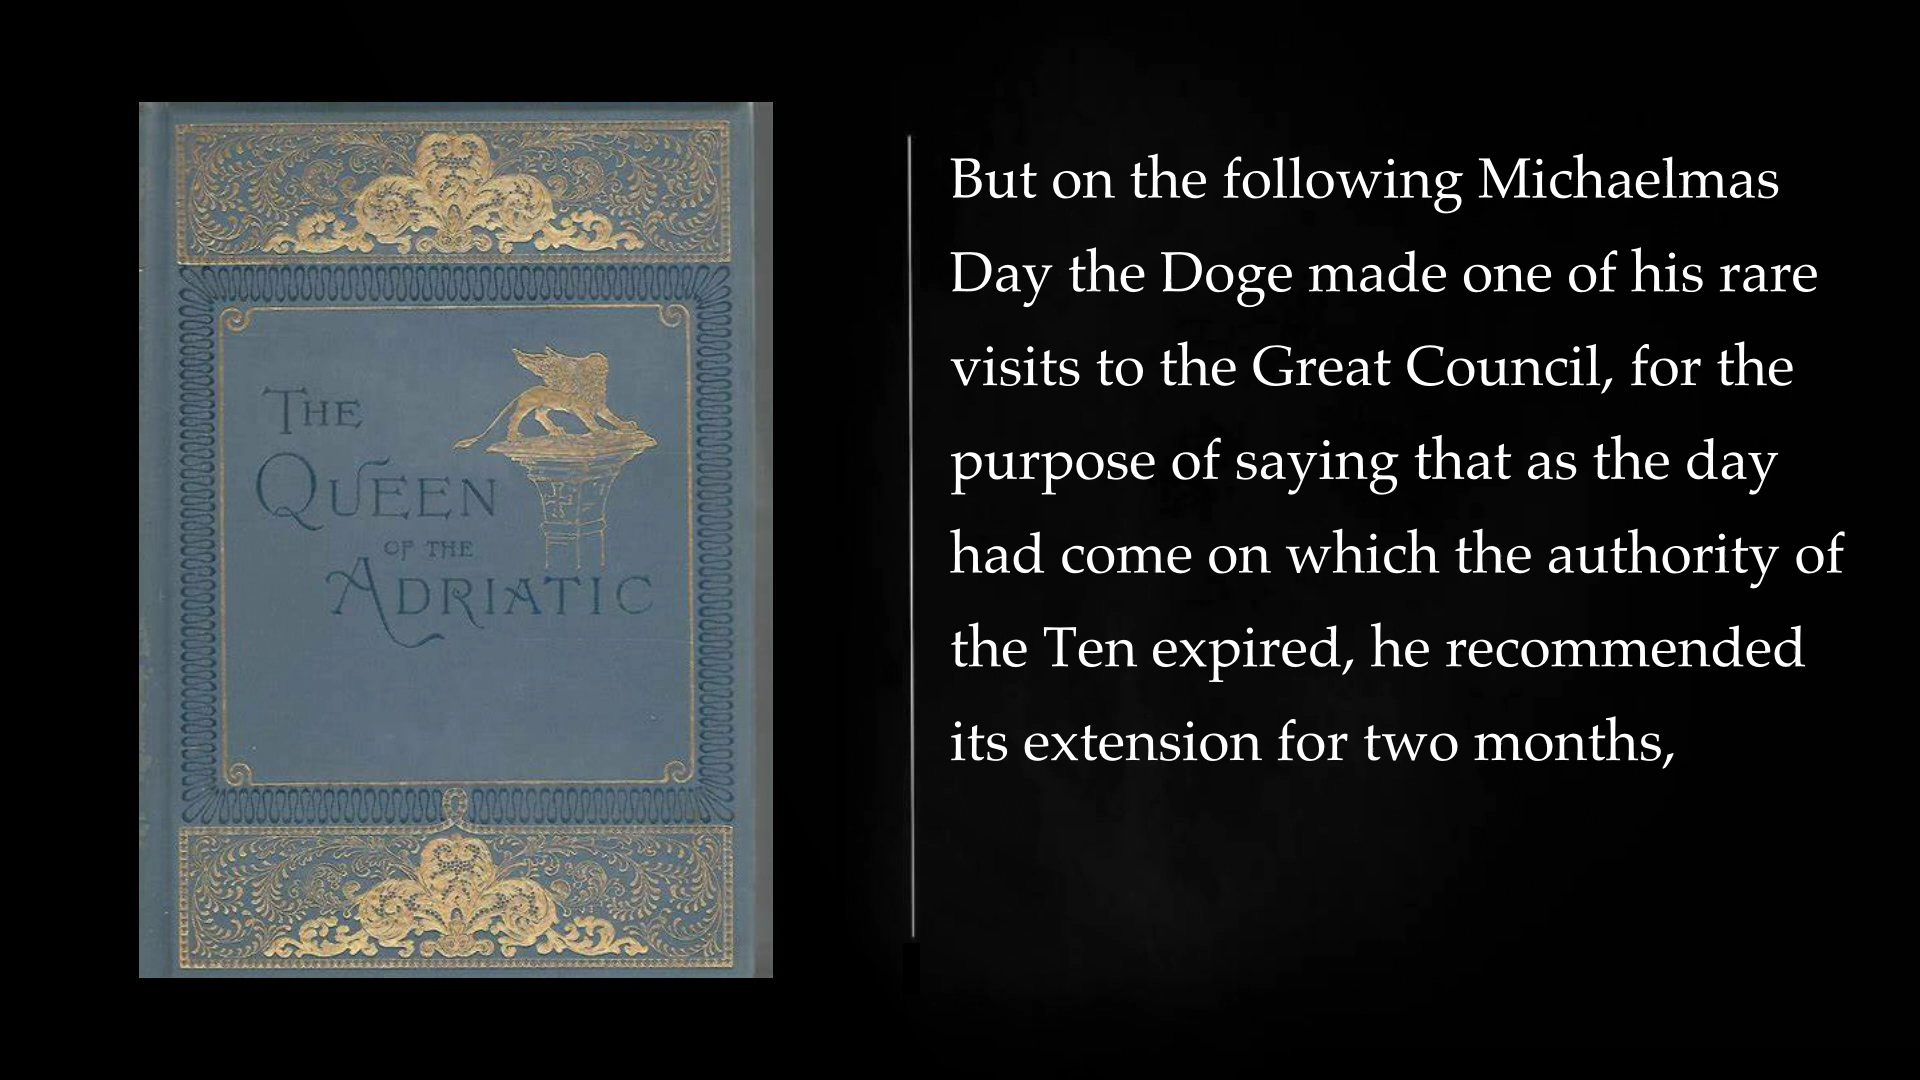 THE
QUEEN
OF THE
ADRIATIC
But on the following Michaelmas
Day the Doge made one of his rare
visits to the Great Council, for the
purpose of saying that as the day
had come on which the authority of
the Ten expired, he recommended
its extension for two months,